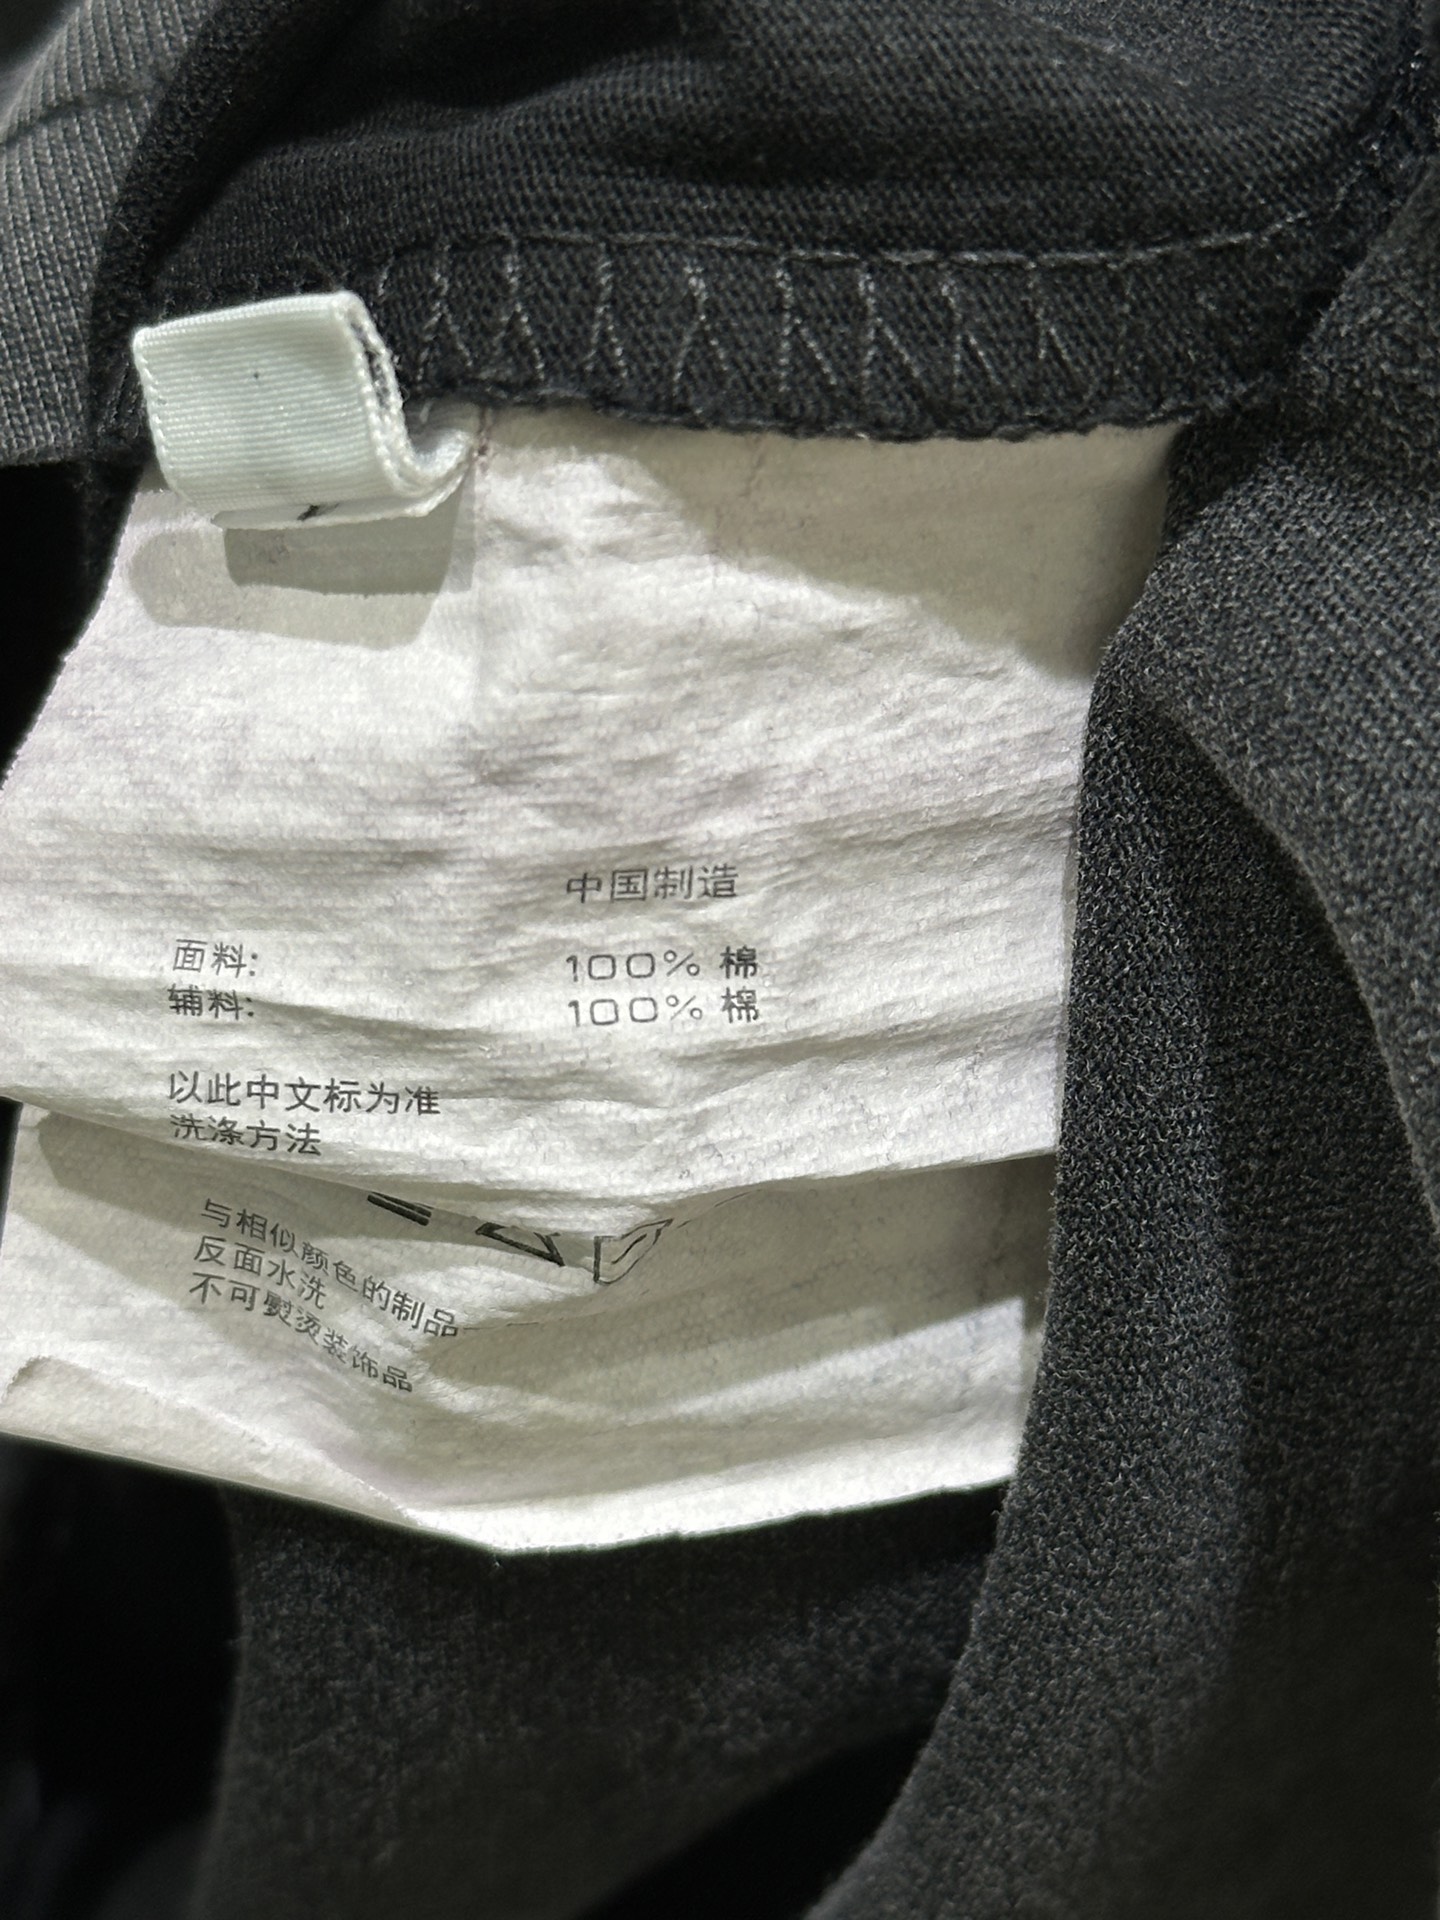 中国制造
面料: 100% 棉
辅料: 100% 棉
以此中文标为准
洗涤方法
与相似颜色的制品
反面水洗
不可熨烫装饰品